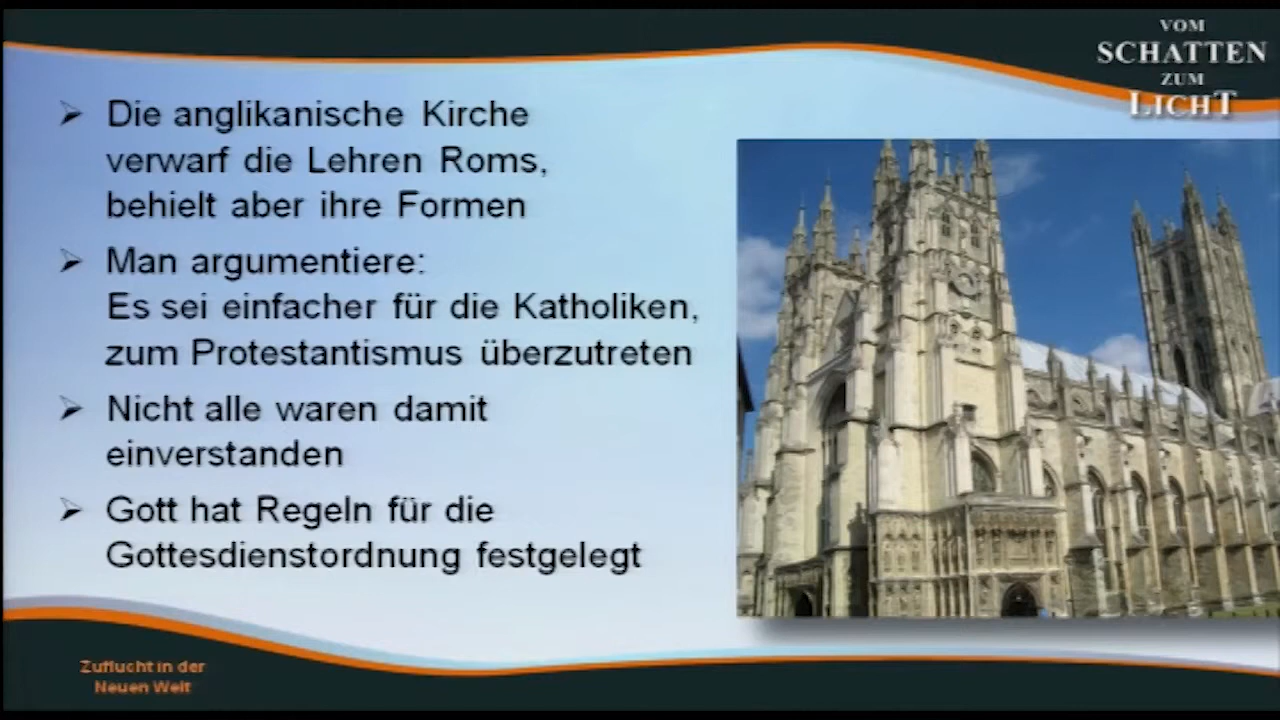 VOM
SCHATTEN
ZUM
LICHT
Die anglikanische Kirche
verwarf die Lehren Roms,
behielt aber ihre Formen
Man argumentiere:
Es sei einfacher für die Katholiken,
zum Protestantismus überzutreten
Nicht alle waren damit
einverstanden
Gott hat Regeln für die
Gottesdienstordnung festgelegt
Zuflucht in der
Neuen Welt